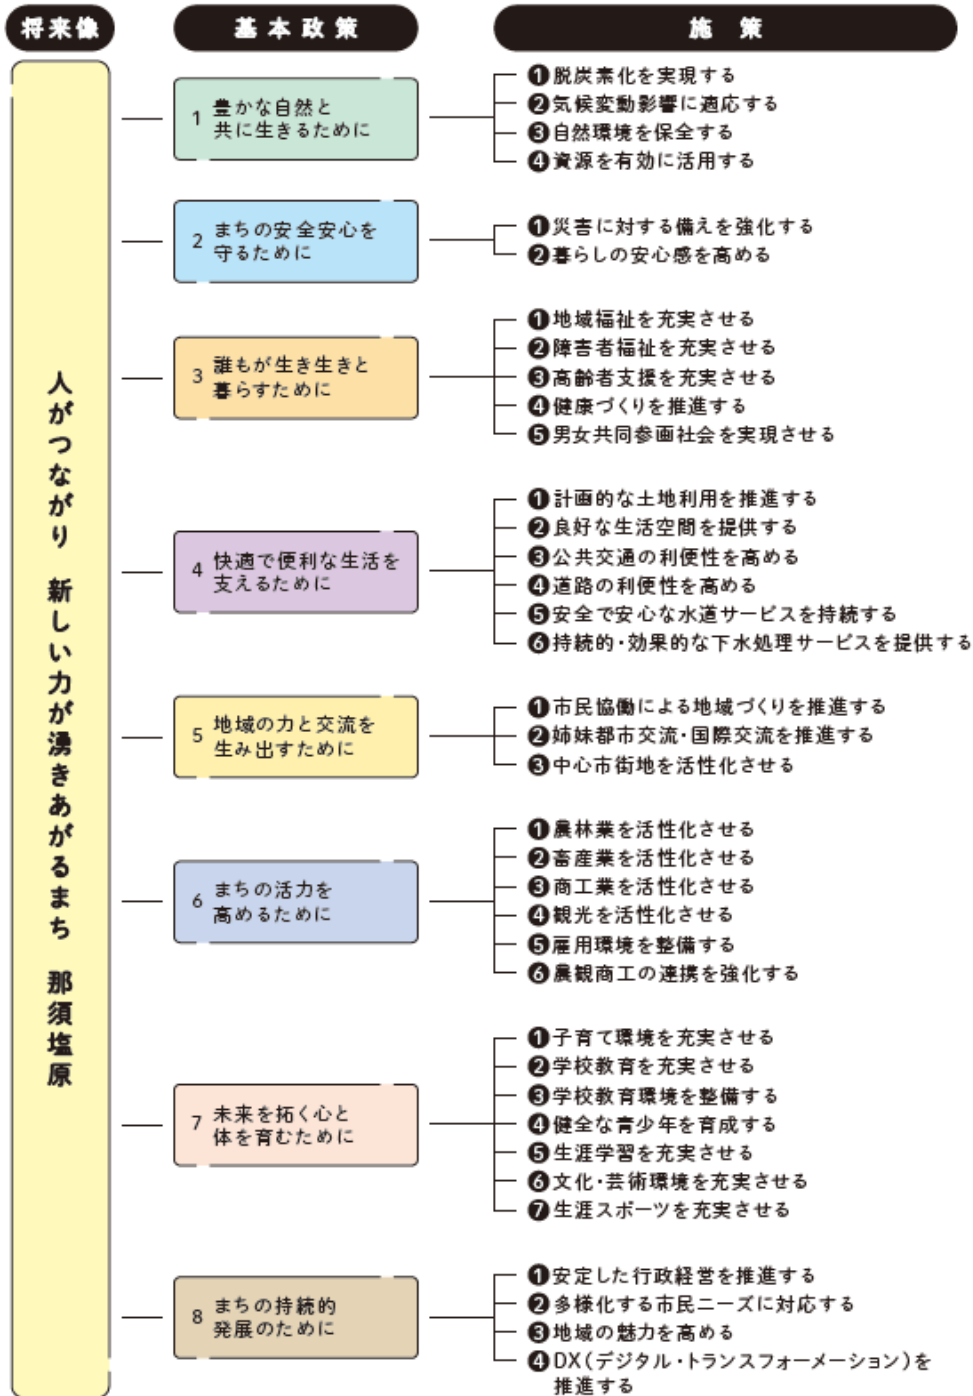 将来像
基本政策
施策
人がつながり 新しい力が湧きあがるまち 那須塩原
1 豊かな自然と
共に生きるために
❶脱炭素化を実現する
❷気候変動影響に適応する
❸自然環境を保全する
❹資源を有効に活用する
2 まちの安全安心を
守るために
❶災害に対する備えを強化する
❷暮らしの安心感を高める
3 誰もが生き生きと
暮らすために
❶地域福祉を充実させる
❷障害者福祉を充実させる
❸高齢者支援を充実させる
❹健康づくりを推進する
❺男女共同参画社会を実現させる
4 快適で便利な生活を
支えるために
❶計画的な土地利用を推進する
❷良好な生活空間を提供する
❸公共交通の利便性を高める
❹道路の利便性を高める
❺安全で安心な水道サービスを持続する
❻持続的・効果的な下水処理サービスを提供する
5 地域の力と交流を
生み出すために
❶市民協働による地域づくりを推進する
❷姉妹都市交流・国際交流を推進する
❸中心市街地を活性化させる
6 まちの活力を
高めるために
❶農林業を活性化させる
❷畜産業を活性化させる
❸商工業を活性化させる
❹観光を活性化させる
❺雇用環境を整備する
❻農観商工の連携を強化する
7 未来を拓く心と
体を育むために
❶子育て環境を充実させる
❷学校教育を充実させる
❸学校教育環境を整備する
❹健全な青少年を育成する
❺生涯学習を充実させる
❻文化・芸術環境を充実させる
❼生涯スポーツを充実させる
8 まちの持続的
発展のために
❶安定した行政経営を推進する
❷多様化する市民ニーズに対応する
❸地域の魅力を高める
❹DX(デジタル・トランスフォーメーション)を
推進する